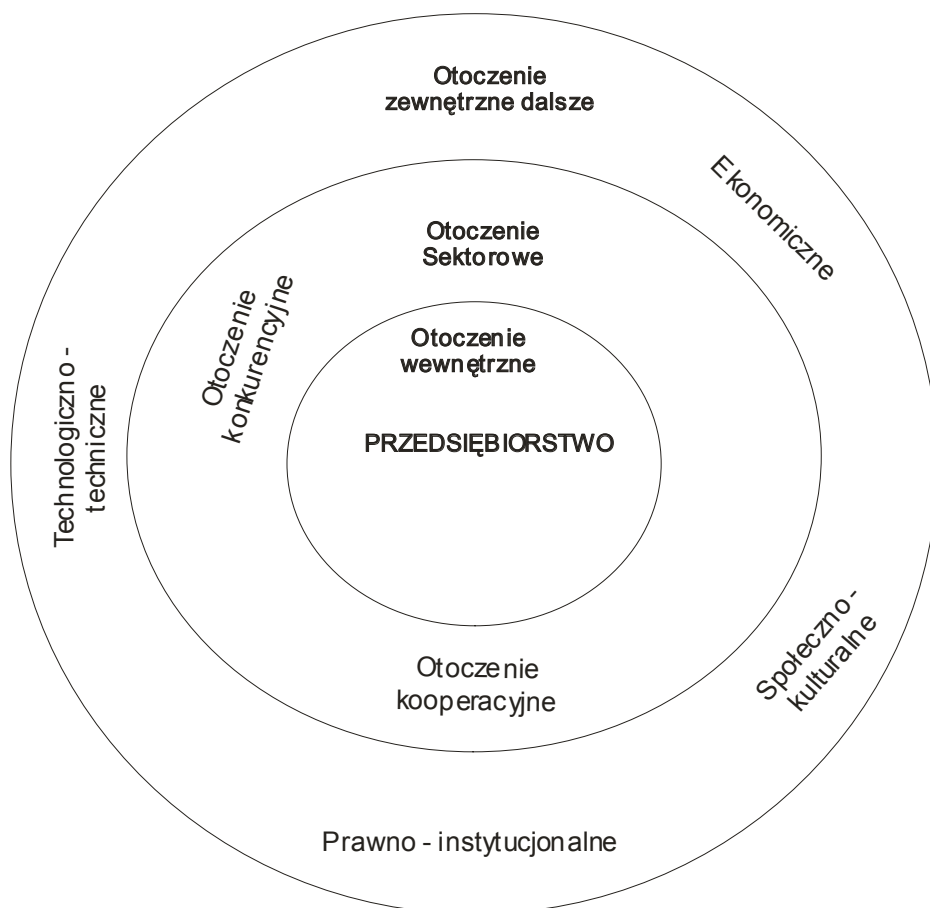 Otoczenie
zewnętrzne dalsze
Ekonomiczne
Otoczenie
Sektorowe
Otoczenie
konkurencyjne
Otoczenie
wewnętrzne
Technologiczno -
techniczne
PRZEDSIĘBIORSTWO
Społeczno -
kulturalne
Otoczenie
kooperacyjne
Prawno - instytucjonalne